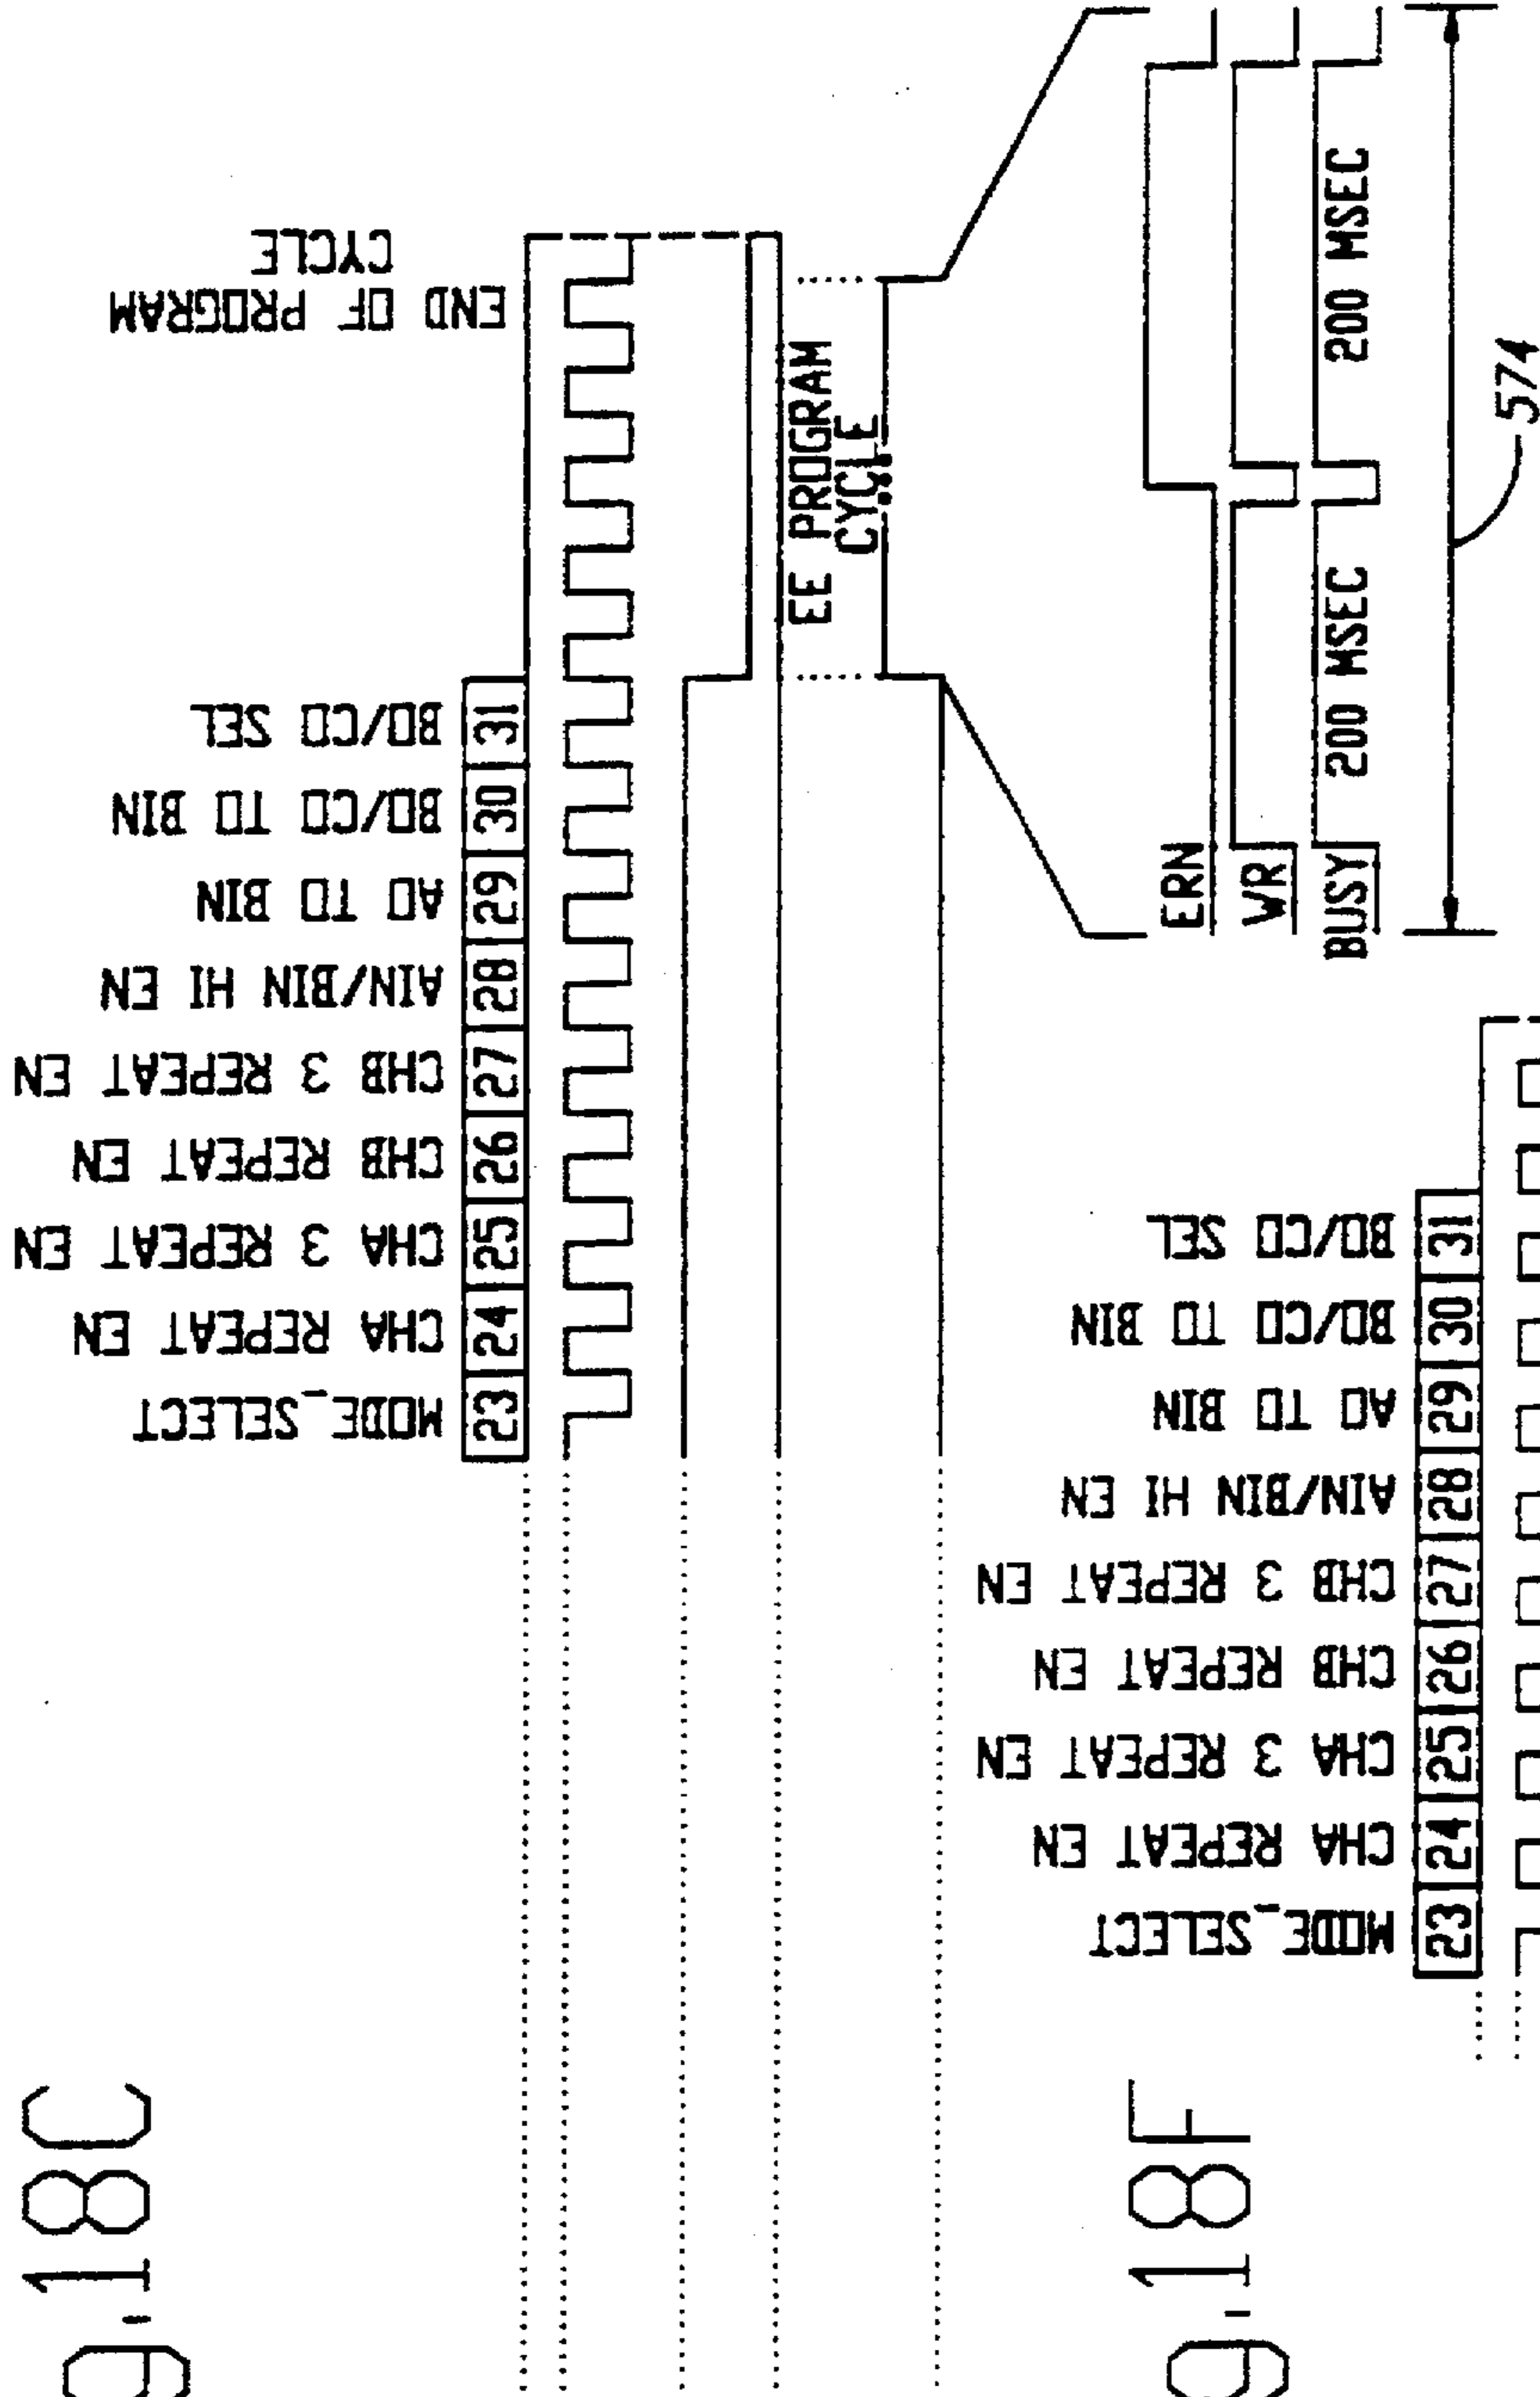 g.18C
MODE_SELECT
CHA REPEAT EN
CHA 3 REPEAT EN
CHB REPEAT EN
CHB 3 REPEAT EN
AIN/BIN HI EN
AO TO BIN
BO/CO TO BIN
BO/CO SEL
END OF PROGRAM
CYCLE
23 24 25 26 27 28 29 30 31
EE PROGRAM
CYCLE
ERN
WR
BUSY
200 MSEC 200 MSEC
574
g.18F
MODE_SELECT
CHA REPEAT EN
CHA 3 REPEAT EN
CHB REPEAT EN
CHB 3 REPEAT EN
AIN/BIN HI EN
AO TO BIN
BO/CO TO BIN
BO/CO SEL
23 24 25 26 27 28 29 30 31